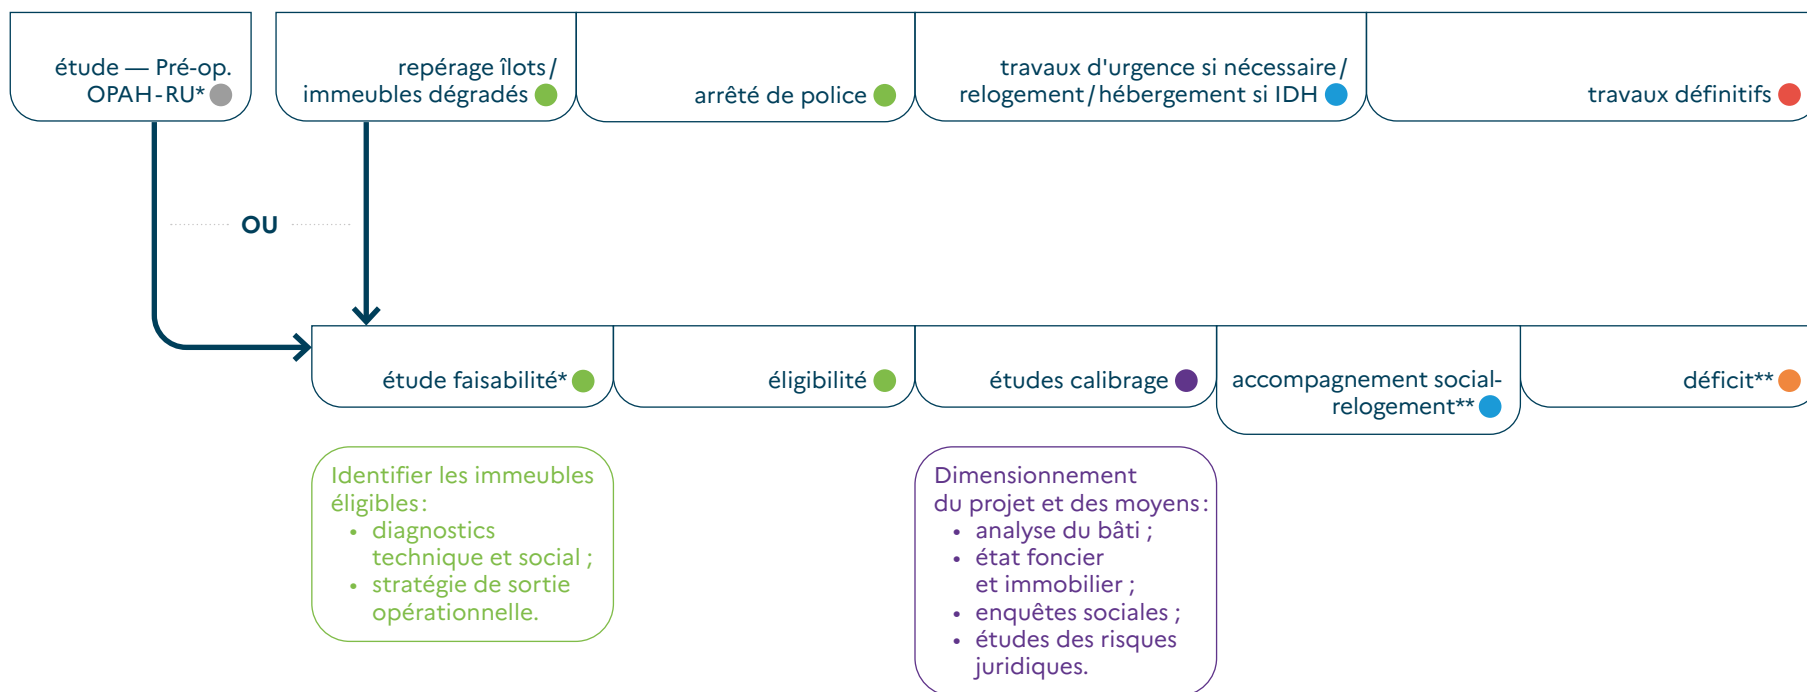 étude — Pré-op.
OPAH-RU*
repérage îlots/
immeubles dégradés
arrêté de police
travaux d'urgence si nécessaire/
relogement/hébergement si IDH
travaux définitifs
OU
étude faisabilité*
éligibilité
études calibrage
accompagnement social-
relogement**
déficit**
Identifier les immeubles
éligibles :
• diagnostics
technique et social ;
• stratégie de sortie
opérationnelle.
Dimensionnement
du projet et des moyens :
• analyse du bâti ;
• état foncier
et immobilier ;
• enquêtes sociales ;
• études des risques
juridiques.